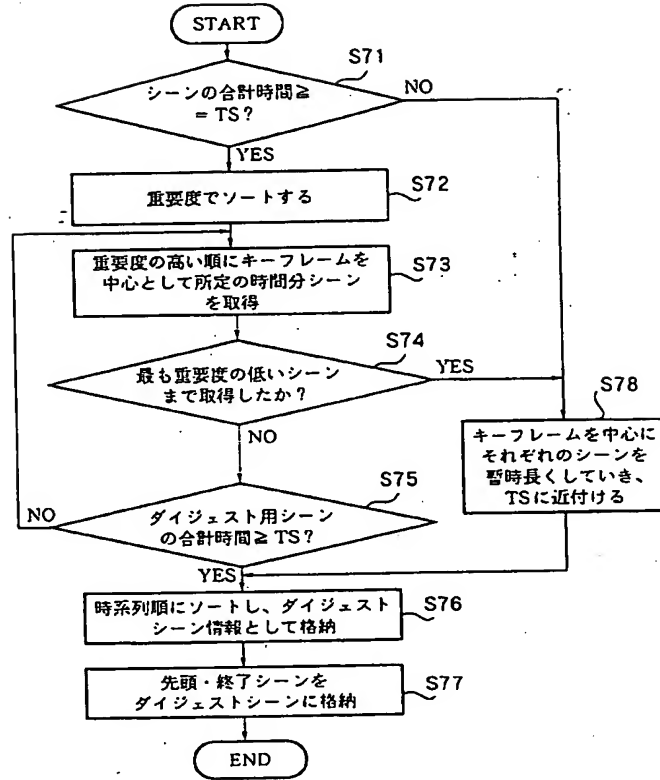 START
S71
シーンの合計時間≧
= TS?
NO
YES
重要度でソートする
S72
重要度の高い順にキーフレームを
中心として所定の時間分シーン
を取得
S73
S74
最も重要度の低いシーン
まで取得したか?
YES
NO
S78
キーフレームを中心に
それぞれのシーンを
暫時長くしていき、
TSに近付ける
S75
NO
ダイジェスト用シーン
の合計時間≧TS?
YES
時系列順にソートし、ダイジェスト
シーン情報として格納
S76
先頭・終了シーンを
ダイジェストシーンに格納
S77
END